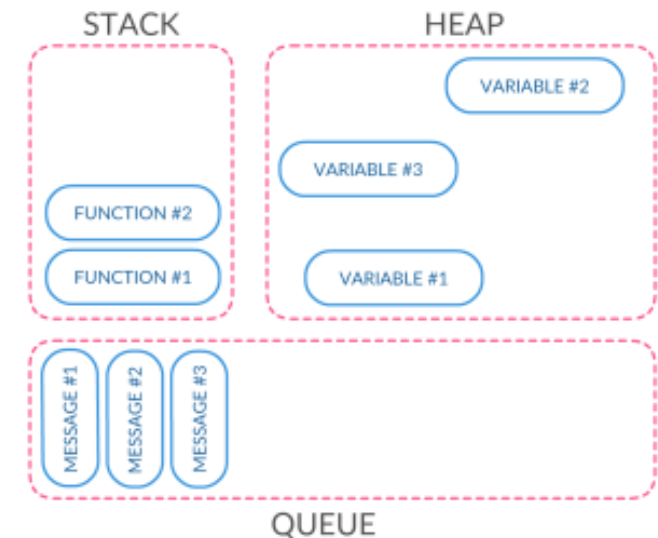 STACK
HEAP
VARIABLE #2
VARIABLE #3
FUNCTION #2
FUNCTION #1
VARIABLE #1
MESSAGE #1
MESSAGE #2
MESSAGE #3
QUEUE